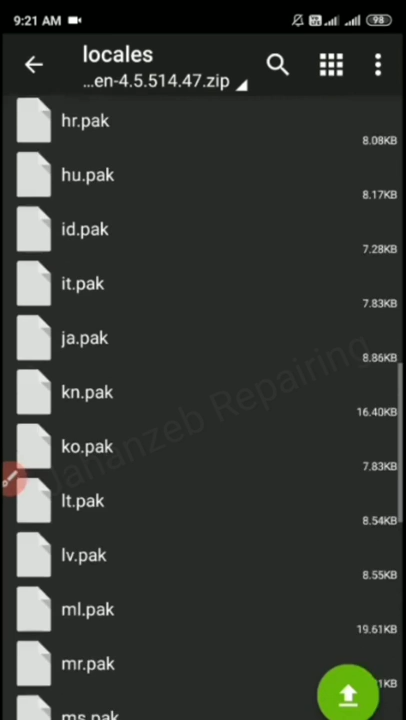 9:21 AM 98
locales
...en-4.5.514.47.zip
hr.pak
8.08KB
hu.pak
8.17KB
id.pak
7.28KB
it.pak
7.83KB
ja.pak
8.86KB
kn.pak
16.40KB
ko.pak
7.83KB
Jahanzeb Repairing
lt.pak
8.54KB
lv.pak
8.55KB
ml.pak
19.61KB
mr.pak
ms.pak